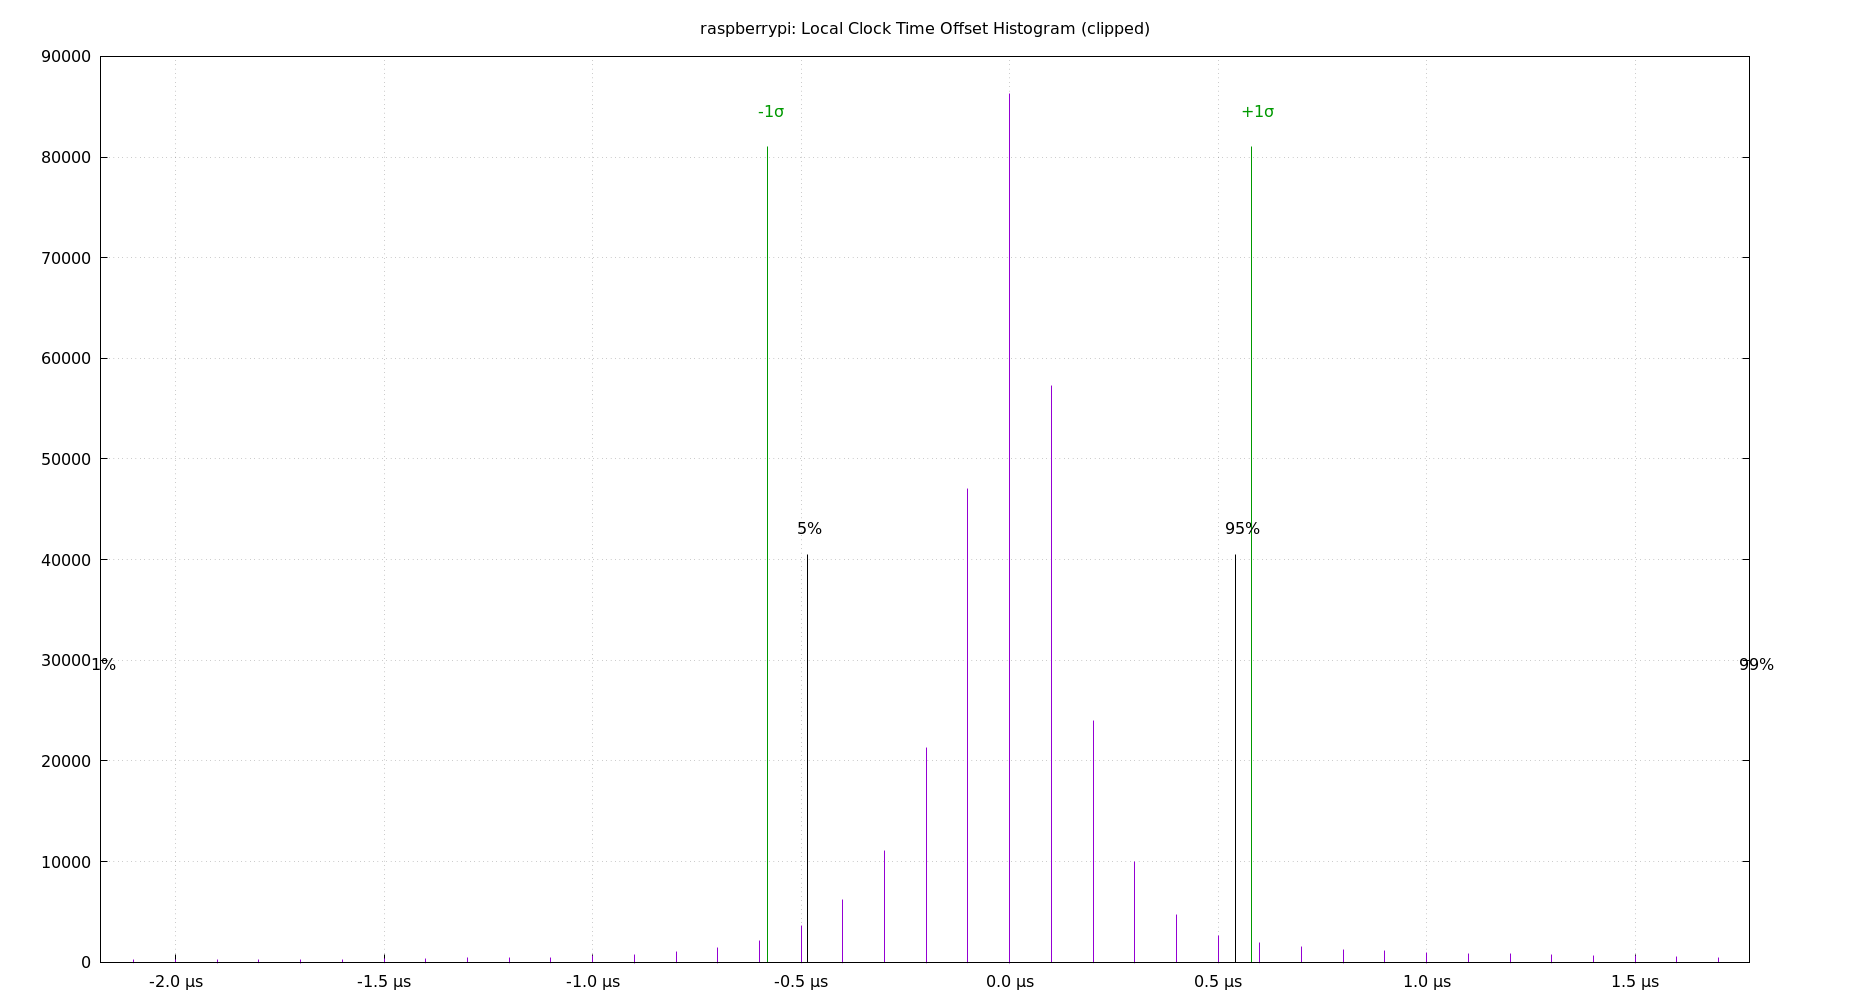 raspberrypi: Local Clock Time Offset Histogram (clipped)
90000
-1σ
+1σ
80000
70000
60000
50000
5%
95%
40000
30000
1%
99%
20000
10000
0
-2.0 µs
-1.5 µs
-1.0 µs
-0.5 µs
0.0 µs
0.5 µs
1.0 µs
1.5 µs